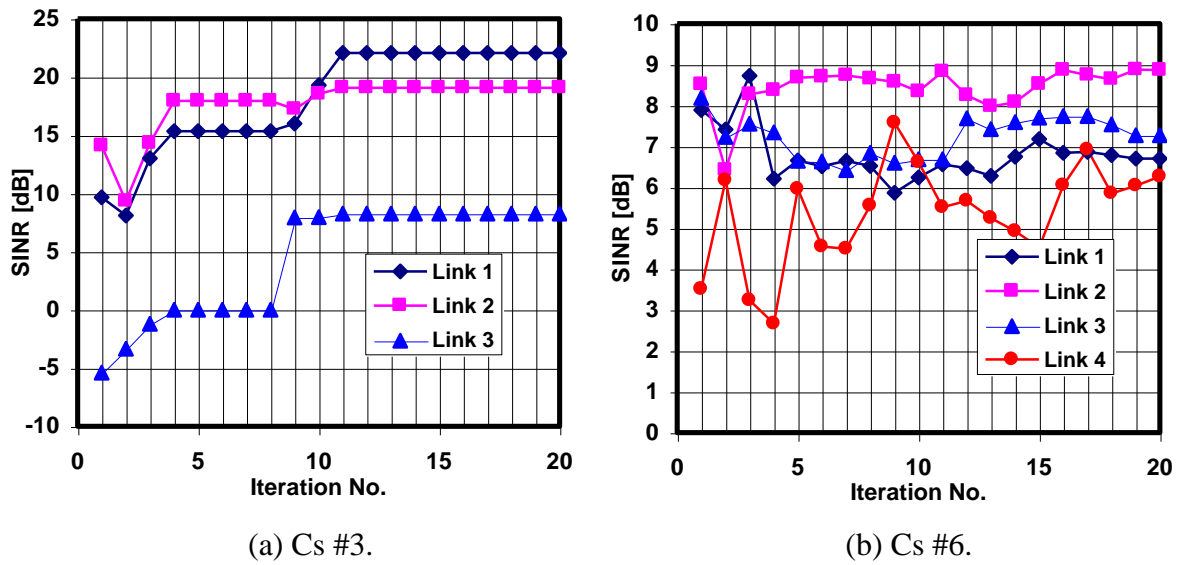 25
20
15
10
5
0
-5
-10
SINR [dB]
0 5 10 15 20
Iteration No.
Link 1
Link 2
Link 3
(a) Cs #3.
10
9
8
7
6
5
4
3
2
1
0
SINR [dB]
0 5 10 15 20
Iteration No.
Link 1
Link 2
Link 3
Link 4
(b) Cs #6.